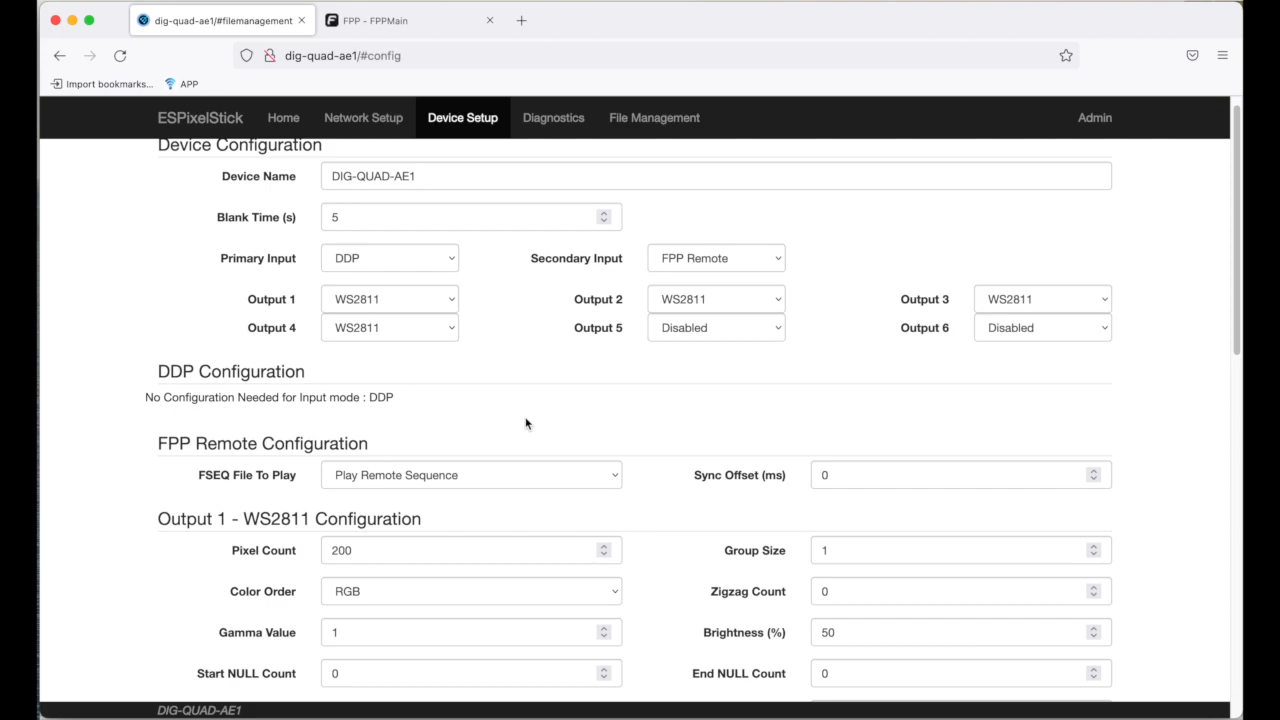 dig-quad-ae1/#filemanagement
FPP - FPPMain
dig-quad-ae1/#config
Import bookmarks...
APP
ESPixelStick
Home
Network Setup
Device Setup
Diagnostics
File Management
Admin
Device Configuration
Device Name DIG-QUAD-AE1
Blank Time (s) 5
Primary Input DDP Secondary Input FPP Remote
Output 1 WS2811 Output 2 WS2811 Output 3 WS2811
Output 4 WS2811 Output 5 Disabled Output 6 Disabled
DDP Configuration
No Configuration Needed for Input mode : DDP
FPP Remote Configuration
FSEQ File To Play Play Remote Sequence Sync Offset (ms) 0
Output 1 - WS2811 Configuration
Pixel Count 200 Group Size 1
Color Order RGB Zigzag Count 0
Gamma Value 1 Brightness (%) 50
Start NULL Count 0 End NULL Count 0
DIG-QUAD-AE1